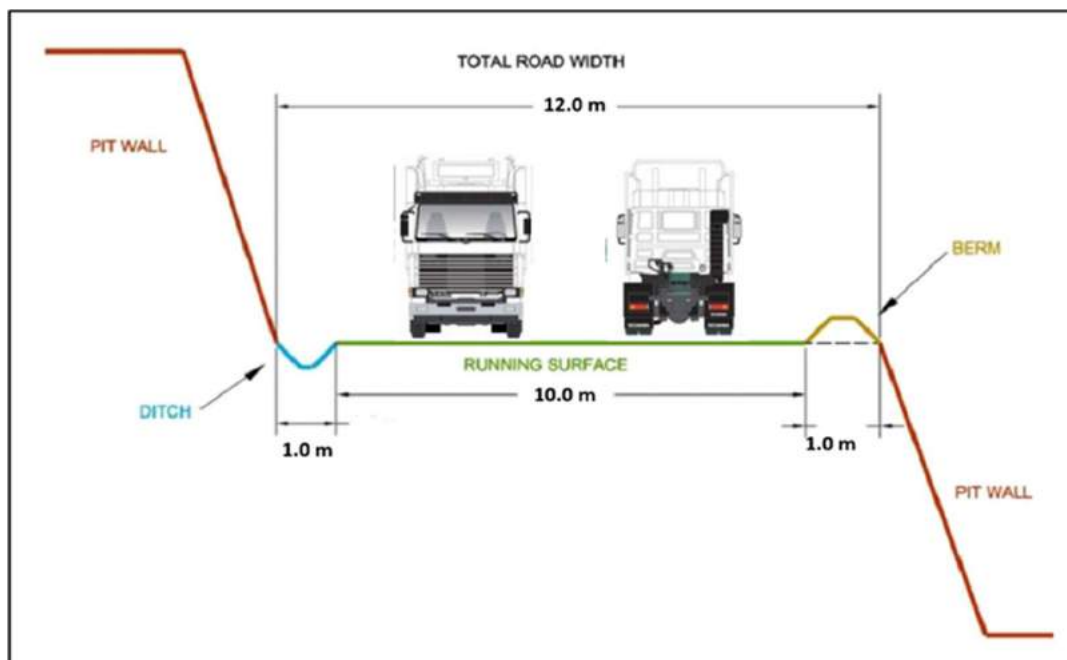 TOTAL ROAD WIDTH
12.0 m
PIT WALL
BERM
RUNNING SURFACE
10.0 m
DITCH
1.0 m
1.0 m
PIT WALL